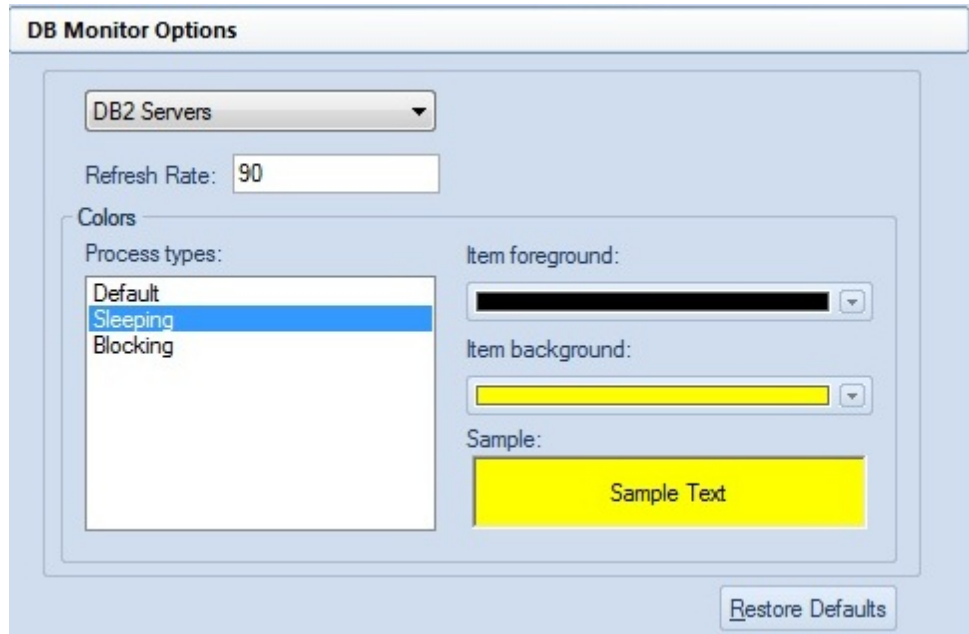 DB Monitor Options
DB2 Servers
Refresh Rate: 90
Colors
Process types:
Default
Sleeping
Blocking
Item foreground:
Item background:
Sample:
Sample Text
Restore Defaults